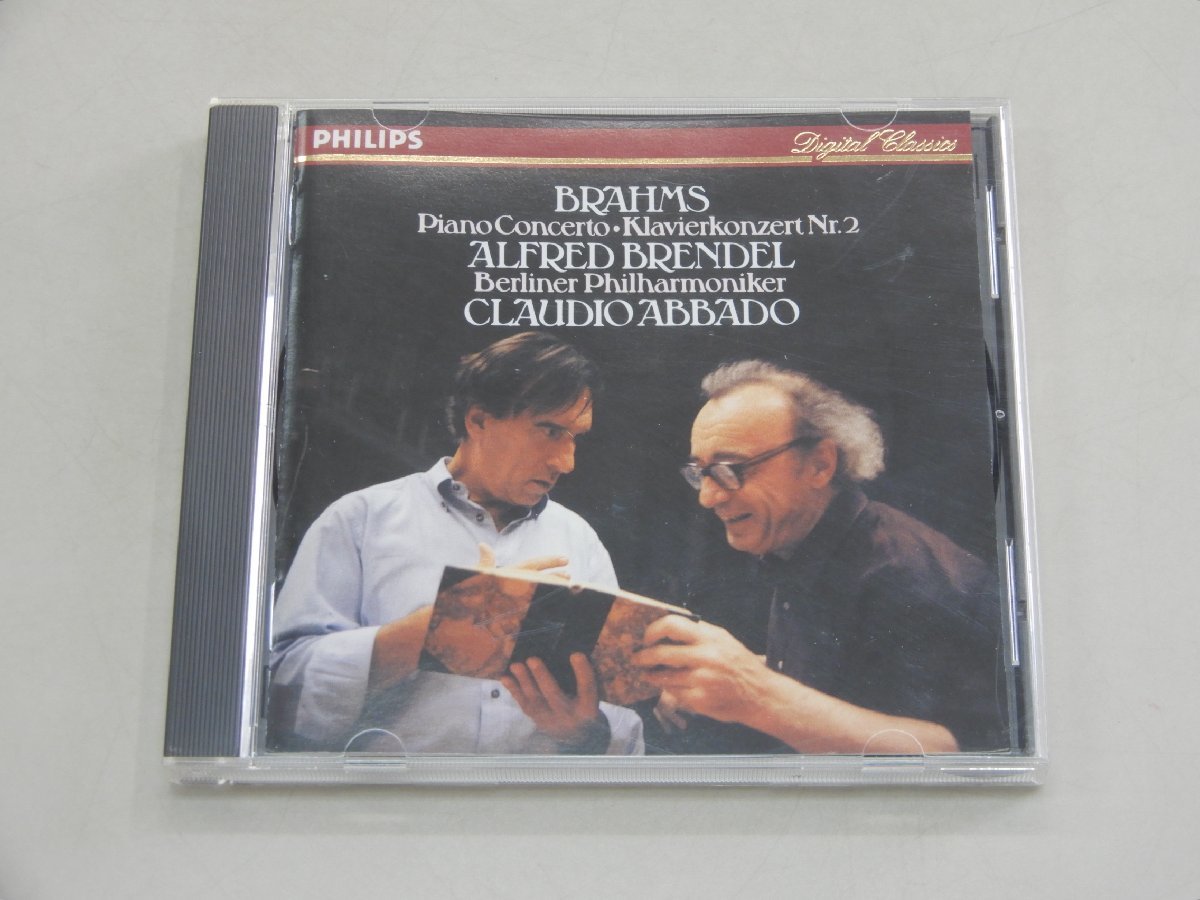 PHILIPS
Digital Classics
BRAHMS
Piano Concerto • Klavierkonzert Nr. 2
ALFRED BRENDEL
Berliner Philharmoniker
CLAUDIO ABBADO